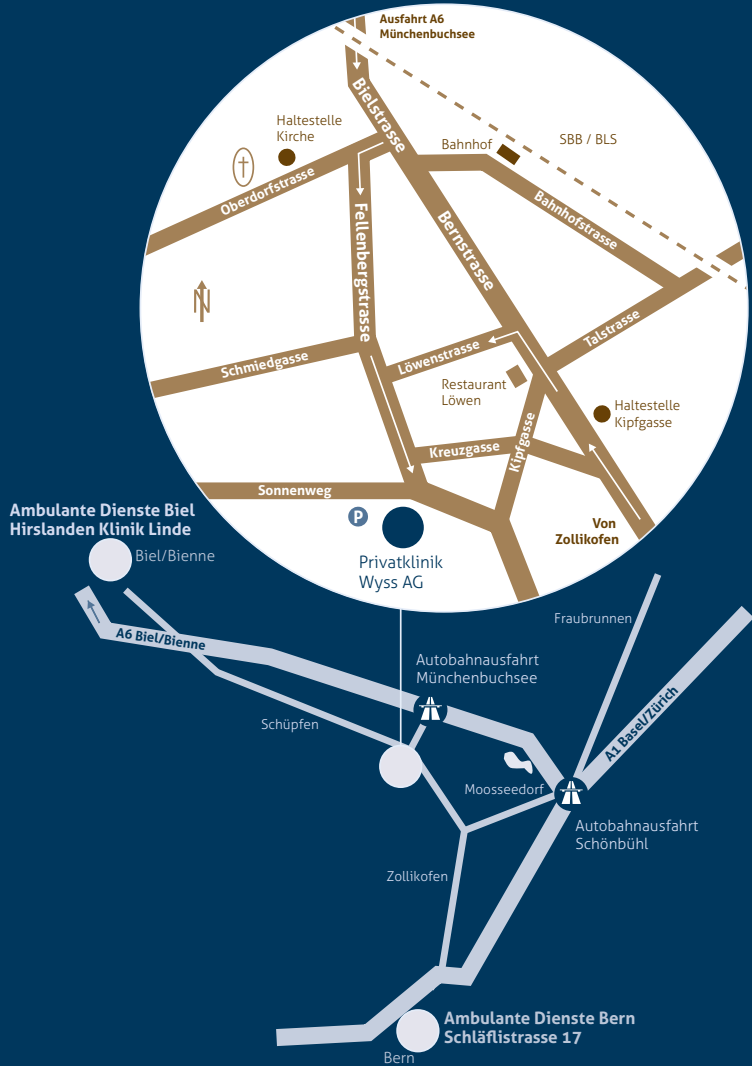 Ausfahrt A6
Münchenbuchsee
Bielstrasse
Haltestelle
Kirche
Bahnhof
SBB / BLS
Oberdorfstrasse
Fellenbergstrasse
Bernstrasse
Bahnhofstrasse
N
Schmiedgasse
Löwenstrasse
Talstrasse
Restaurant
Löwen
Haltestelle
Kipfgasse
Kreuzgasse
Kipfgasse
Sonnenweg
P
Von
Zollikofen
Privatklinik
Wyss AG
Ambulante Dienste Biel
Hirslanden Klinik Linde
Biel/Bienne
A6 Biel/Bienne
Fraubrunnen
Autobahnausfahrt
Münchenbuchsee
Schüpfen
A1 Basel/Zürich
Moosseedorf
Autobahnausfahrt
Schönbühl
Zollikofen
Ambulante Dienste Bern
Schläflistrasse 17
Bern